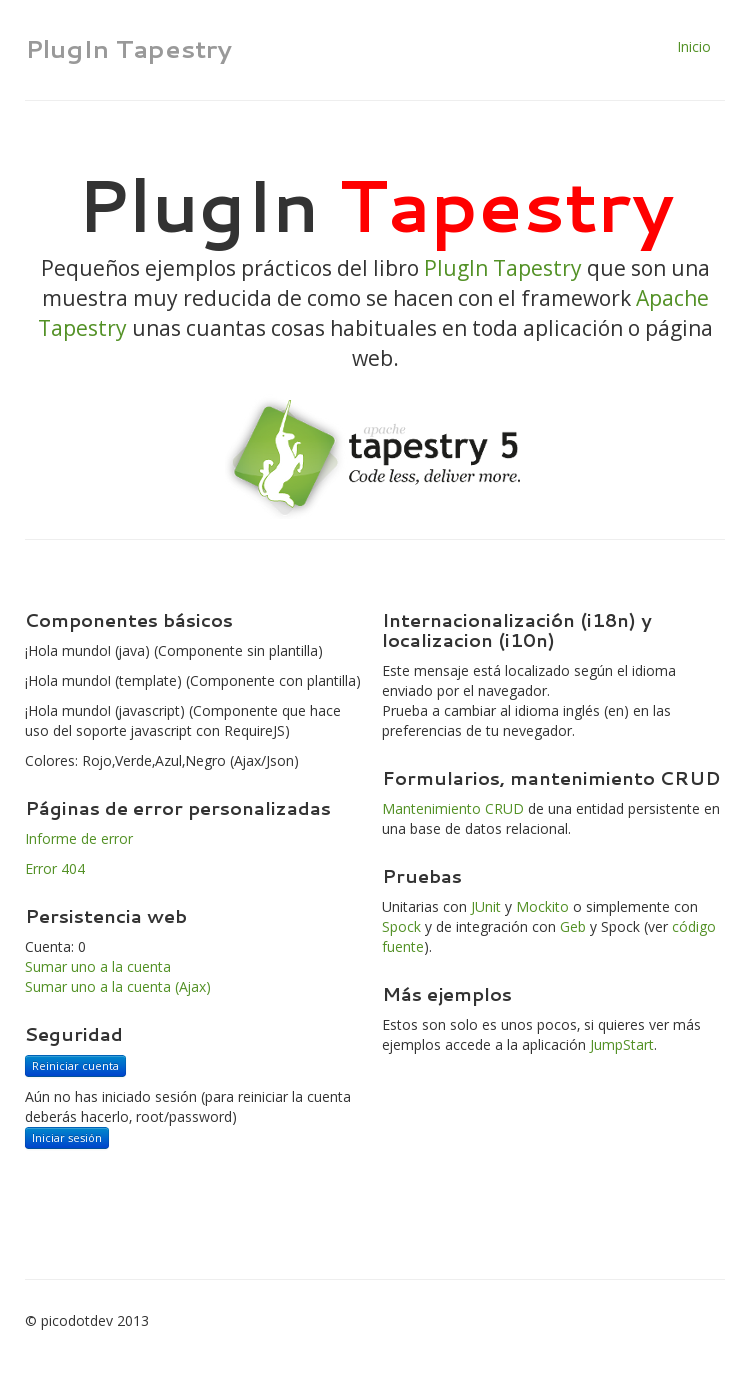 PlugIn Tapestry
Inicio
PlugIn Tapestry
Pequeños ejemplos prácticos del libro PlugIn Tapestry que son una
muestra muy reducida de como se hacen con el framework Apache
Tapestry unas cuantas cosas habituales en toda aplicación o página
web.
apache
tapestry 5
Code less, deliver more.
Componentes básicos
¡Hola mundo! (java) (Componente sin plantilla)
¡Hola mundo! (template) (Componente con plantilla)
¡Hola mundo! (javascript) (Componente que hace
uso del soporte javascript con RequireJS)
Colores: Rojo,Verde,Azul,Negro (Ajax/Json)
Páginas de error personalizadas
Informe de error
Error 404
Persistencia web
Cuenta: 0
Sumar uno a la cuenta
Sumar uno a la cuenta (Ajax)
Seguridad
Reiniciar cuenta
Aún no has iniciado sesión (para reiniciar la cuenta
deberás hacerlo, root/password)
Iniciar sesión
Internacionalización (i18n) y
localizacion (i10n)
Este mensaje está localizado según el idioma
enviado por el navegador.
Prueba a cambiar al idioma inglés (en) en las
preferencias de tu nevegador.
Formularios, mantenimiento CRUD
Mantenimiento CRUD de una entidad persistente en
una base de datos relacional.
Pruebas
Unitarias con JUnit y Mockito o simplemente con
Spock y de integración con Geb y Spock (ver código
fuente).
Más ejemplos
Estos son solo es unos pocos, si quieres ver más
ejemplos accede a la aplicación JumpStart.
© picodotdev 2013